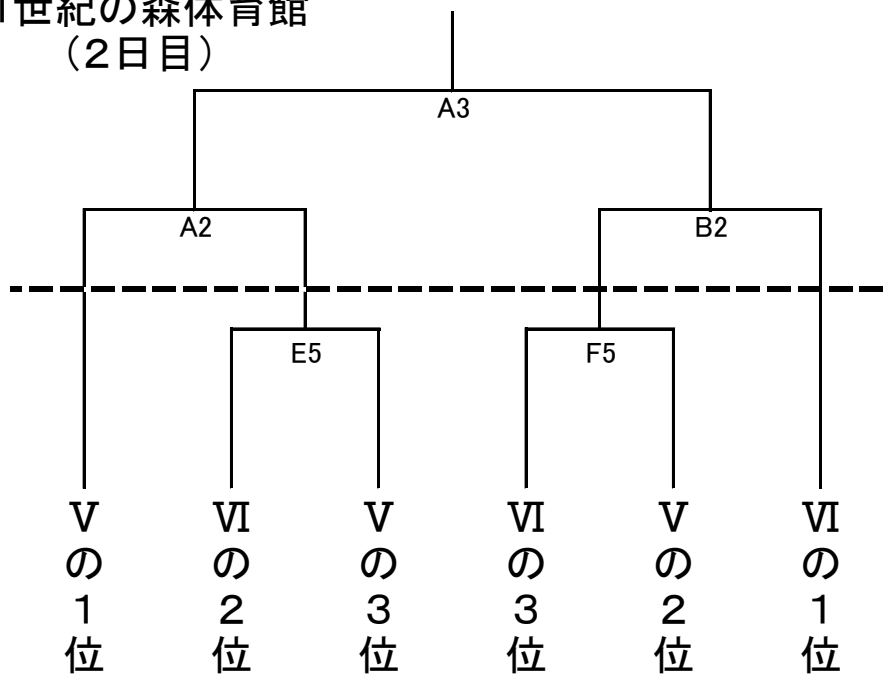 1世紀の森体育館
（２日目）
A3
A2
B2
E5
F5
Ⅴの１位
Ⅵの２位
Ⅴの３位
Ⅵの３位
Ⅴの２位
Ⅵの１位